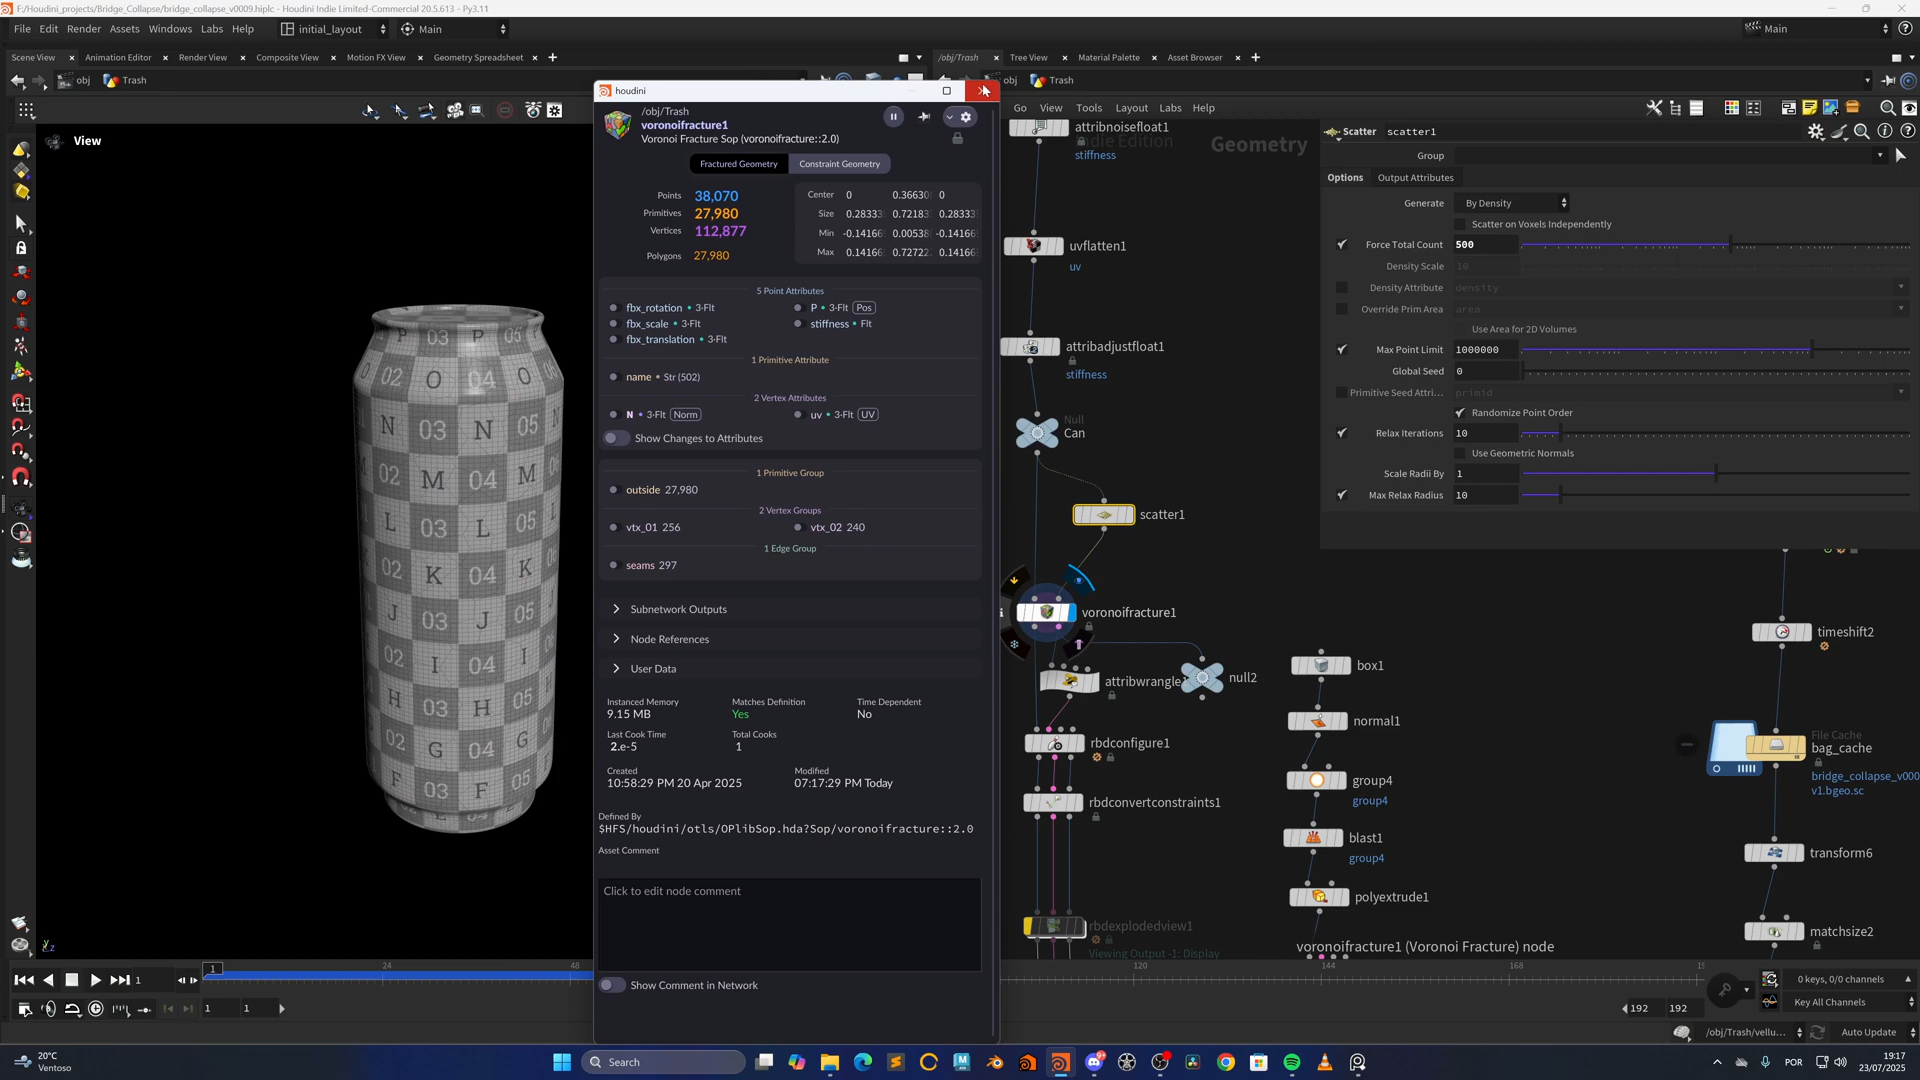 F:/Houdini_projects/Bridge_Collapse/bridge_collapse_v0009.hiplc - Houdini Indie Limited-Commercial 20.5.613 - Py3.11
File Edit Render Assets Windows Labs Help initial_layout Main
Main
Scene View Animation Editor Render View Composite View Motion FX View Geometry Spreadsheet
/obj/Trash Tree View Material Palette Asset Browser
obj Trash
obj Trash
View
houdini
/obj/Trash
voronoifracture1
Voronoi Fracture Sop (voronoifracture::2.0)
Fractured Geometry Constraint Geometry
Points 38,070
Primitives 27,980
Vertices 112,877
Polygons 27,980
Center 0 0.36630 0
Size 0.28333 0.72183 0.28333
Min -0.14166 0.00538 -0.14166
Max 0.14166 0.72722 0.14166
5 Point Attributes
fbx_rotation • 3-Flt P • 3-Flt Pos
fbx_scale • 3-Flt stiffness • Flt
fbx_translation • 3-Flt
1 Primitive Attribute
name • Str (502)
2 Vertex Attributes
N • 3-Flt Norm uv • 3-Flt UV
Show Changes to Attributes
1 Primitive Group
outside 27,980
2 Vertex Groups
vtx_01 256 vtx_02 240
1 Edge Group
seams 297
Subnetwork Outputs
Node References
User Data
Instanced Memory Matches Definition Time Dependent
9.15 MB Yes No
Last Cook Time Total Cooks
2.e-5 1
Created Modified
10:58:29 PM 20 Apr 2025 07:17:29 PM Today
Defined By
$HFS/houdini/otls/OPlibSop.hda?Sop/voronoifracture::2.0
Asset Comment
Click to edit node comment
Show Comment in Network
Go View Tools Layout Labs Help
Indie Edition
Geometry
attribnoisefloat1
stiffness
uvflatten1
uv
attribadjustfloat1
stiffness
Null
Can
scatter1
voronoifracture1
attribwrangle
null2
rbdconfigure1
rbdconvertconstraints1
rbdexplodedview1
Viewing Output -1: Display
box1
normal1
group4
group4
blast1
group4
polyextrude1
voronoifracture1 (Voronoi Fracture) node
timeshift2
File Cache
bag_cache
bridge_collapse_v000
v1.bgeo.sc
transform6
matchsize2
Scatter scatter1
Group
Options Output Attributes
Generate By Density
Scatter on Voxels Independently
Force Total Count 500
Density Scale 10
Density Attribute density
Override Prim Area area
Use Area for 2D Volumes
Max Point Limit 1000000
Global Seed 0
Primitive Seed Attri... primid
Randomize Point Order
Relax Iterations 10
Use Geometric Normals
Scale Radii By 1
Max Relax Radius 10
P 03 P 05
02 O 04 O
N 03 N 05
02 M 04 M
L 03 L 05
02 K 04 K
J 03 J 05
02 I 04 I
H 03 H 05
02 G 04 G
F 03 F 05
1 1 24 48 120 144 168
0 keys, 0/0 channels
1 1 192 192 Key All Channels
/obj/Trash/vellu... Auto Update
20°C
Ventoso
Search
POR
19:17
23/07/2025